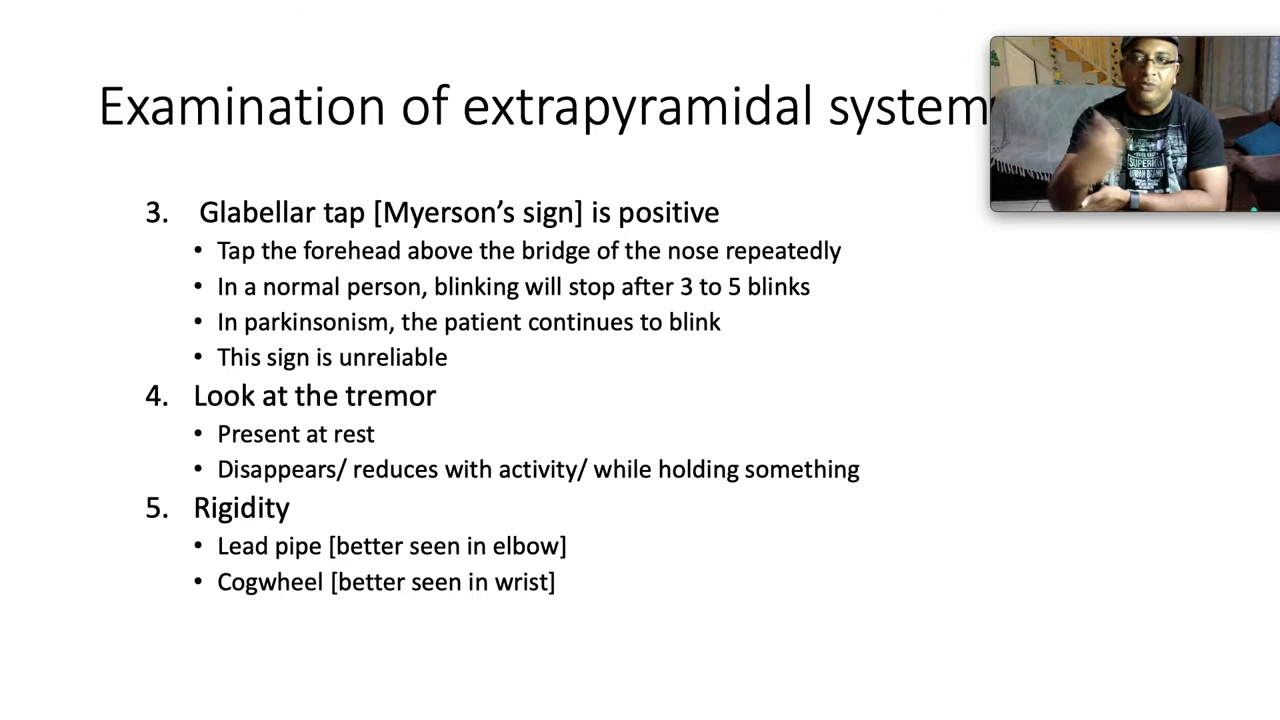 Examination of extrapyramidal system
3. Glabellar tap [Myerson’s sign] is positive
• Tap the forehead above the bridge of the nose repeatedly
• In a normal person, blinking will stop after 3 to 5 blinks
• In parkinsonism, the patient continues to blink
• This sign is unreliable
4. Look at the tremor
• Present at rest
• Disappears/ reduces with activity/ while holding something
5. Rigidity
• Lead pipe [better seen in elbow]
• Cogwheel [better seen in wrist]
SUPERIOR
URBAN BRAND